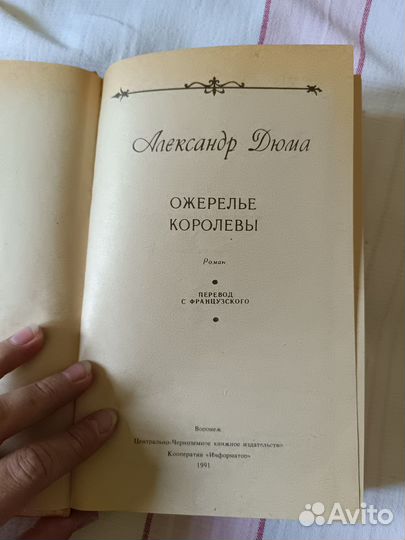 Александр Дюма
ОЖЕРЕЛЬЕ
КОРОЛЕВЫ
Роман
ПЕРЕВОД
С ФРАНЦУЗСКОГО
Воронеж
Центрально-Черноземное книжное издательство
Кооператив «Информатор»
1991
Avito